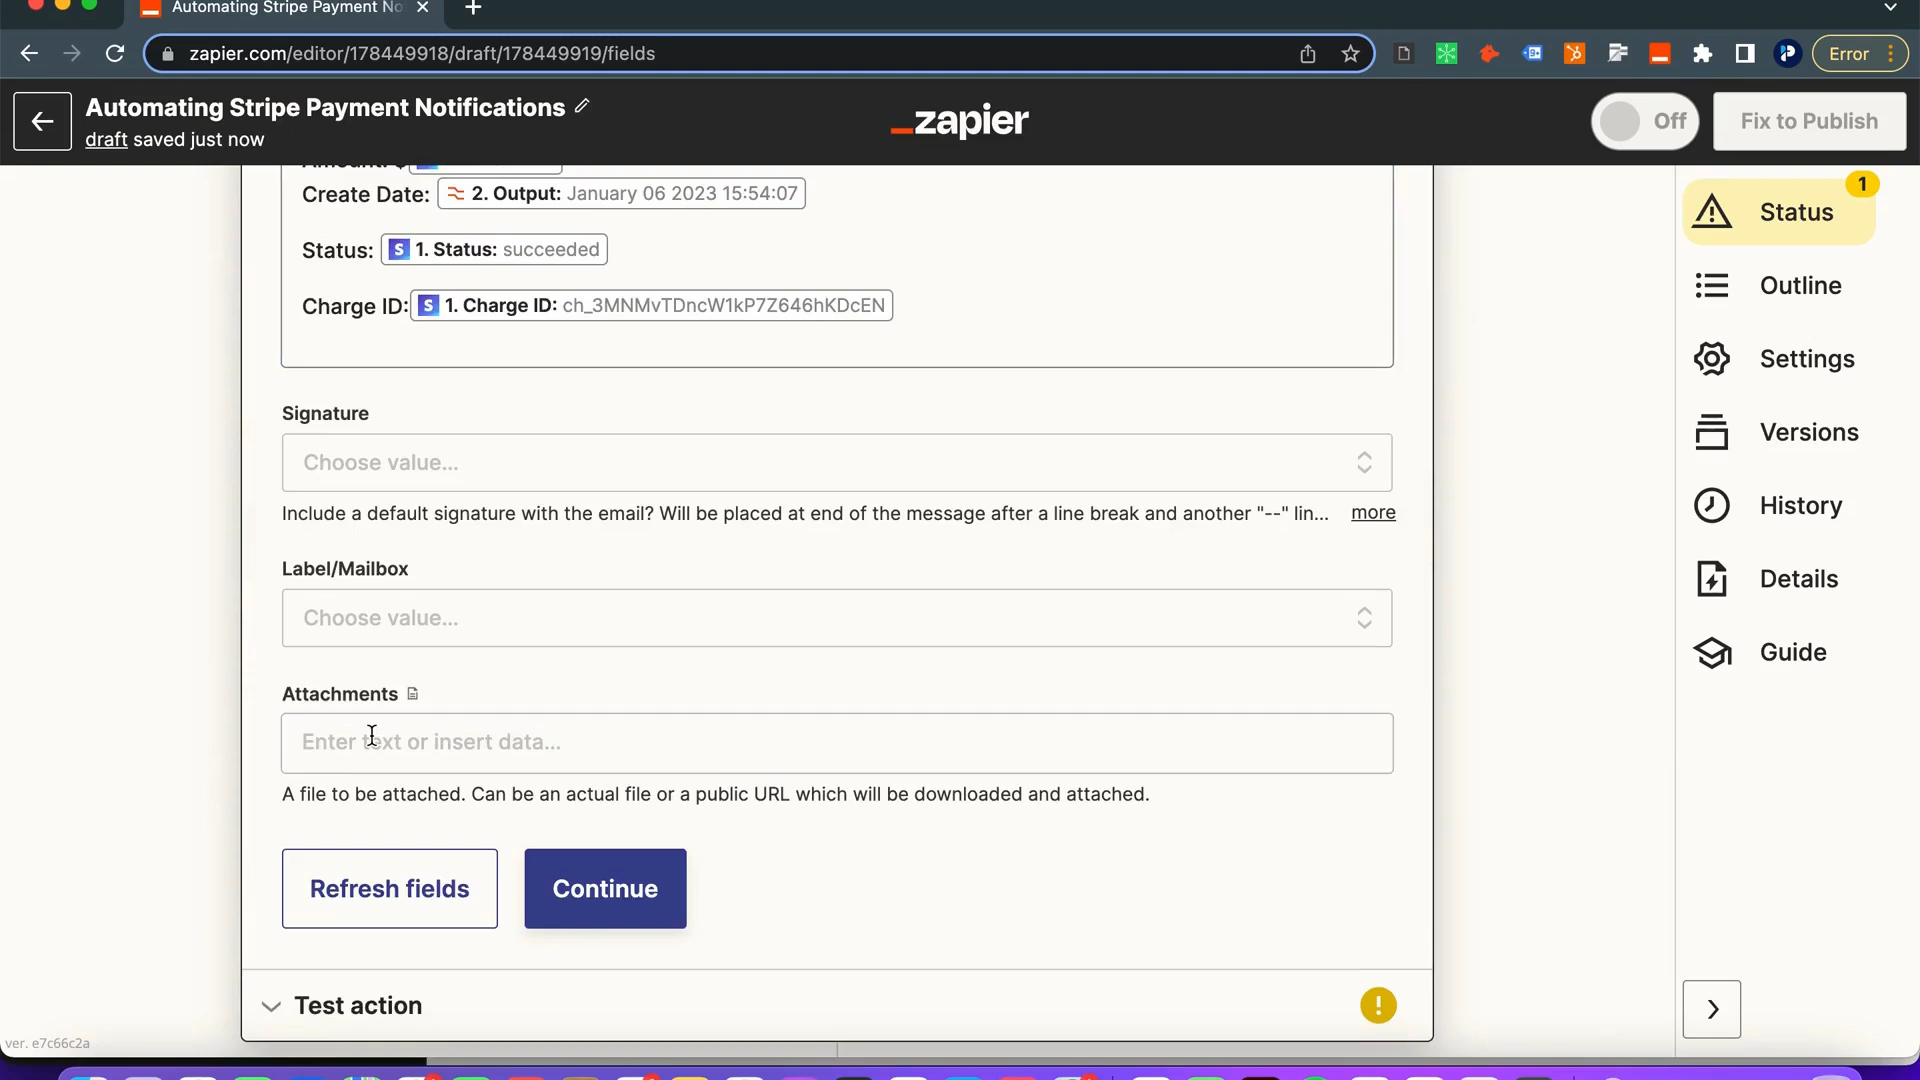 Automating Stripe Payment No
zapier.com/editor/178449918/draft/178449919/fields
Error
Automating Stripe Payment Notifications
draft saved just now
_zapier
Off
Fix to Publish
Amount: $
Create Date: 2. Output: January 06 2023 15:54:07
Status: S 1. Status: succeeded
Charge ID: S 1. Charge ID: ch_3MNMvTDncW1kP7Z646hKDcEN
Signature
Choose value...
Include a default signature with the email? Will be placed at end of the message after a line break and another "--" lin... more
Label/Mailbox
Choose value...
Attachments
Enter text or insert data...
A file to be attached. Can be an actual file or a public URL which will be downloaded and attached.
Refresh fields
Continue
Test action
!
1
Status
Outline
Settings
Versions
History
Details
Guide
ver. e7c66c2a